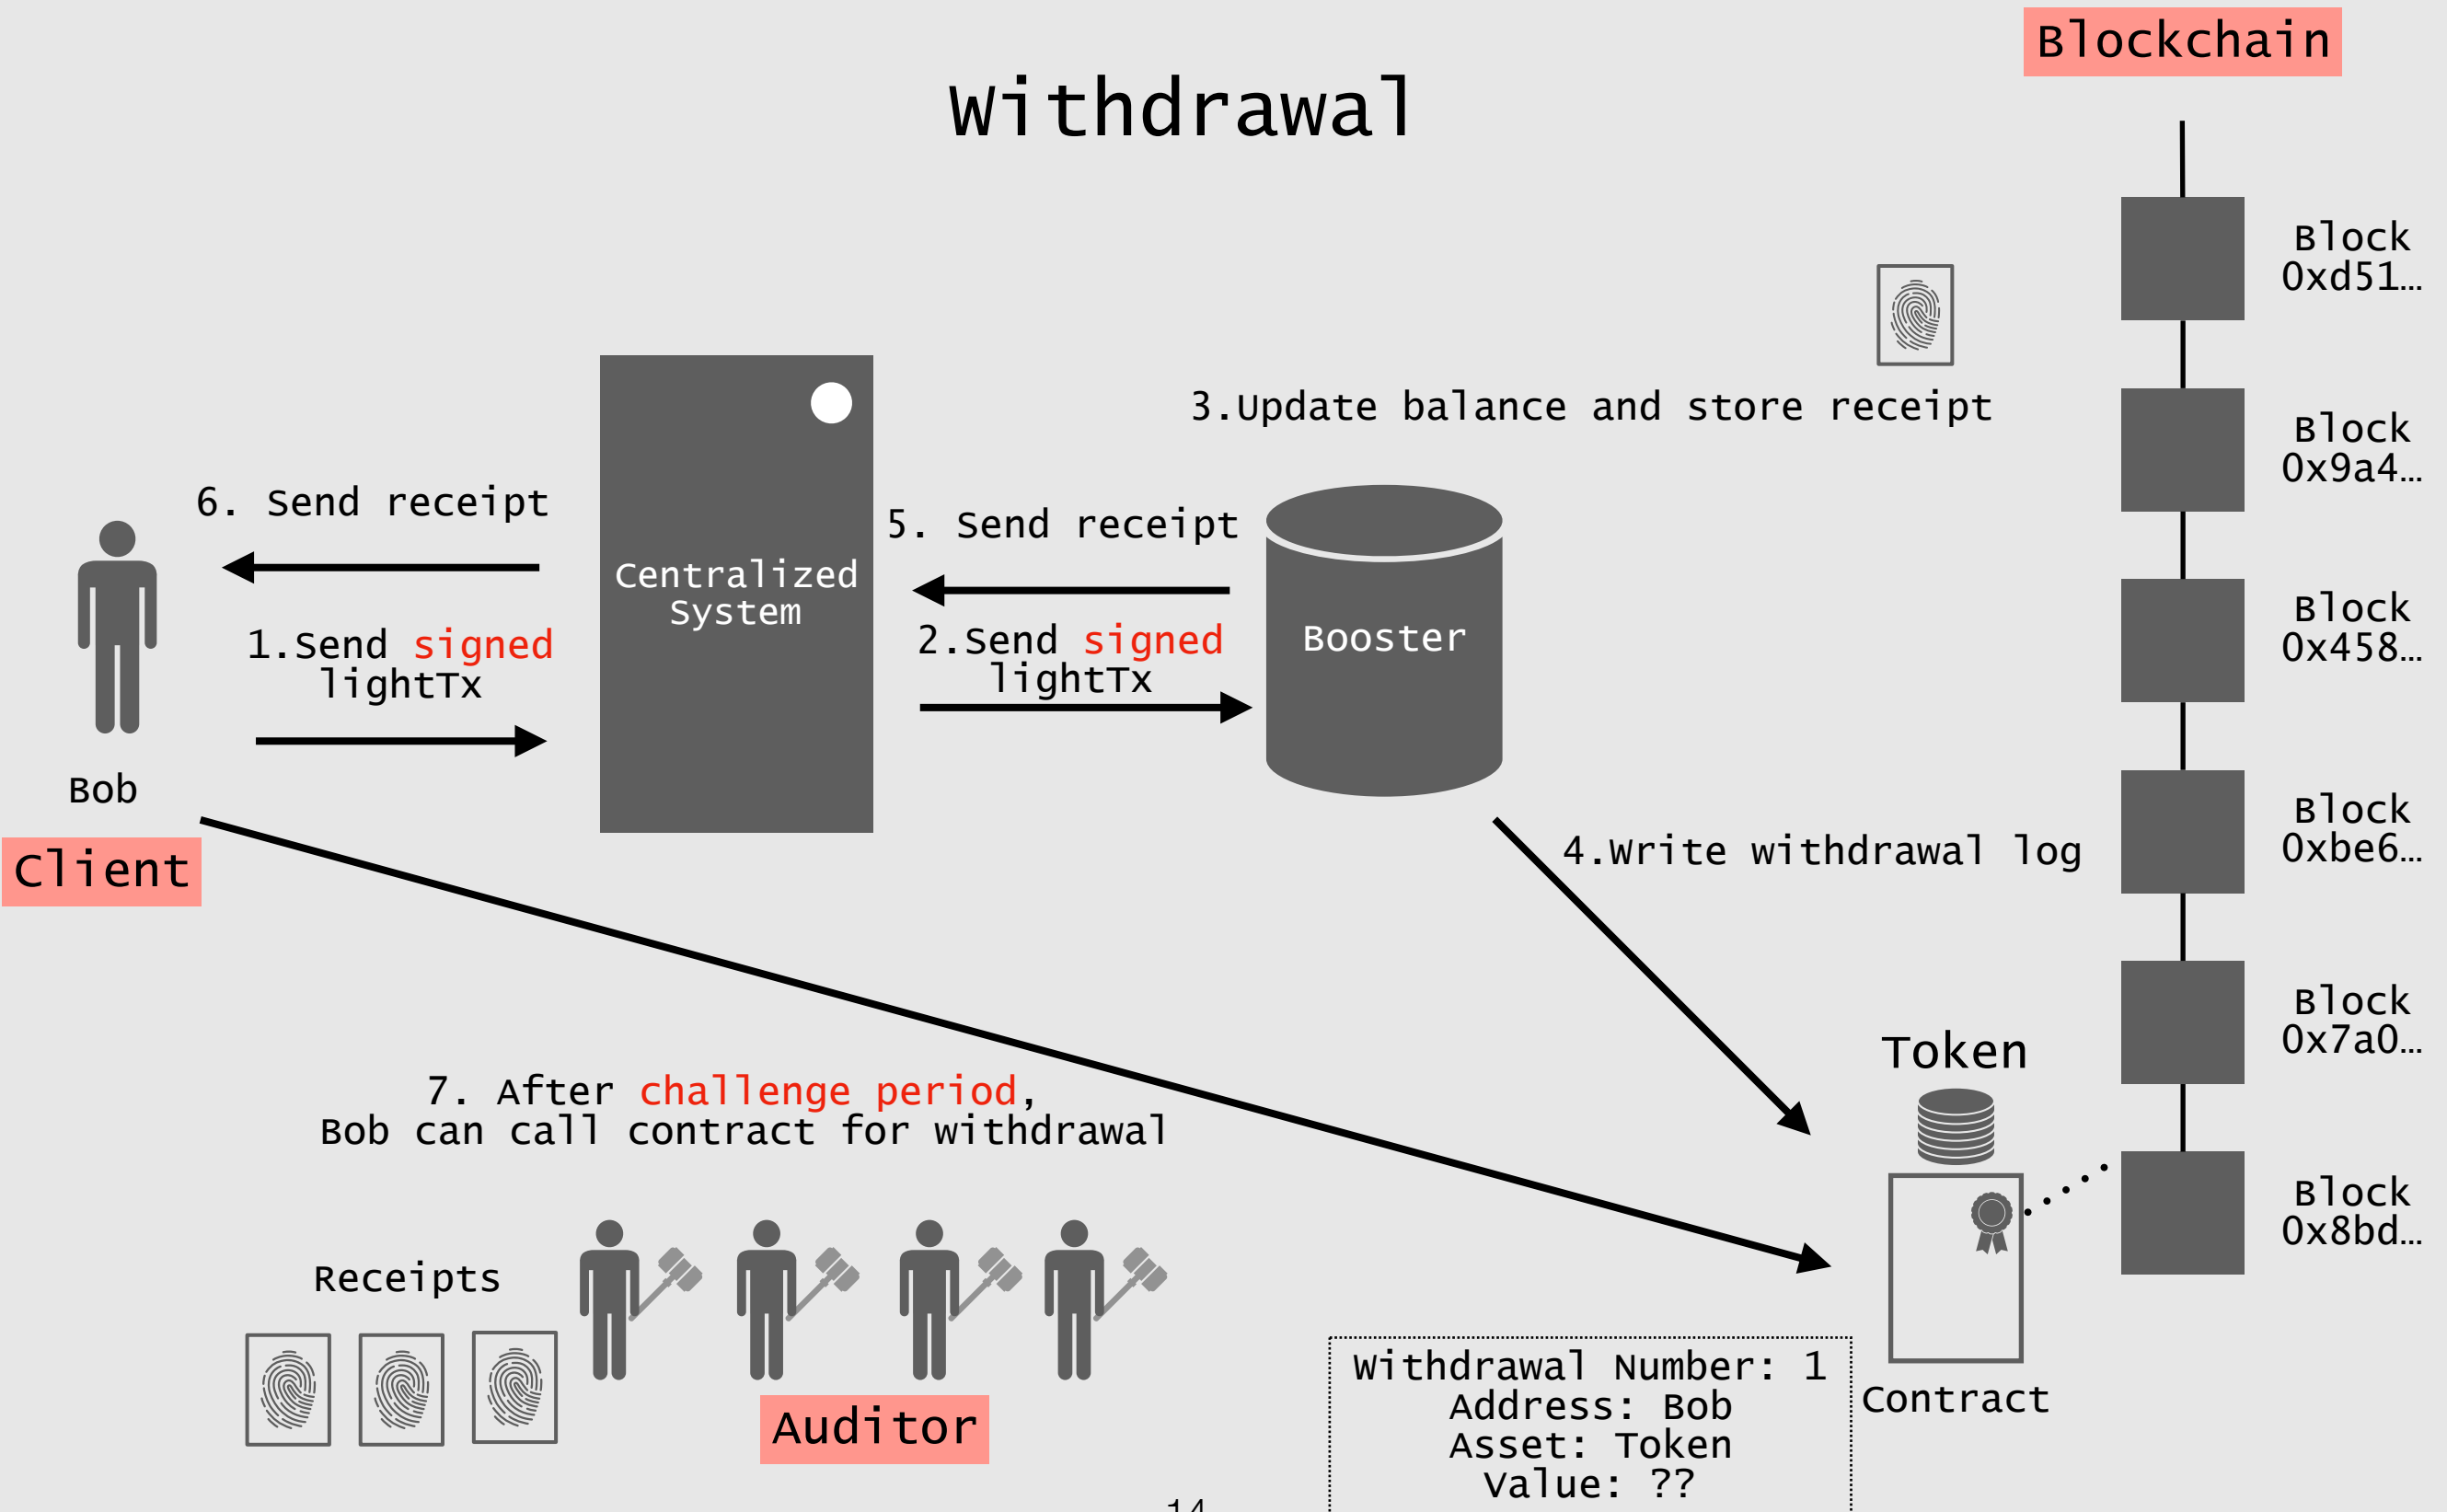 Blockchain
Withdrawal
Block
0xd51…
3.Update balance and store receipt
Block
0x9a4…
6. Send receipt
5. Send receipt
Centralized
System
1.Send signed
lightTx
2.Send signed
lightTx
Booster
Block
0x458…
Bob
Client
4.Write withdrawal log
Block
0xbe6…
Block
0x7a0…
Token
7. After challenge period,
Bob can call contract for withdrawal
Block
0x8bd…
Receipts
Auditor
Contract
Withdrawal Number: 1
Address: Bob
Asset: Token
Value: ??
14